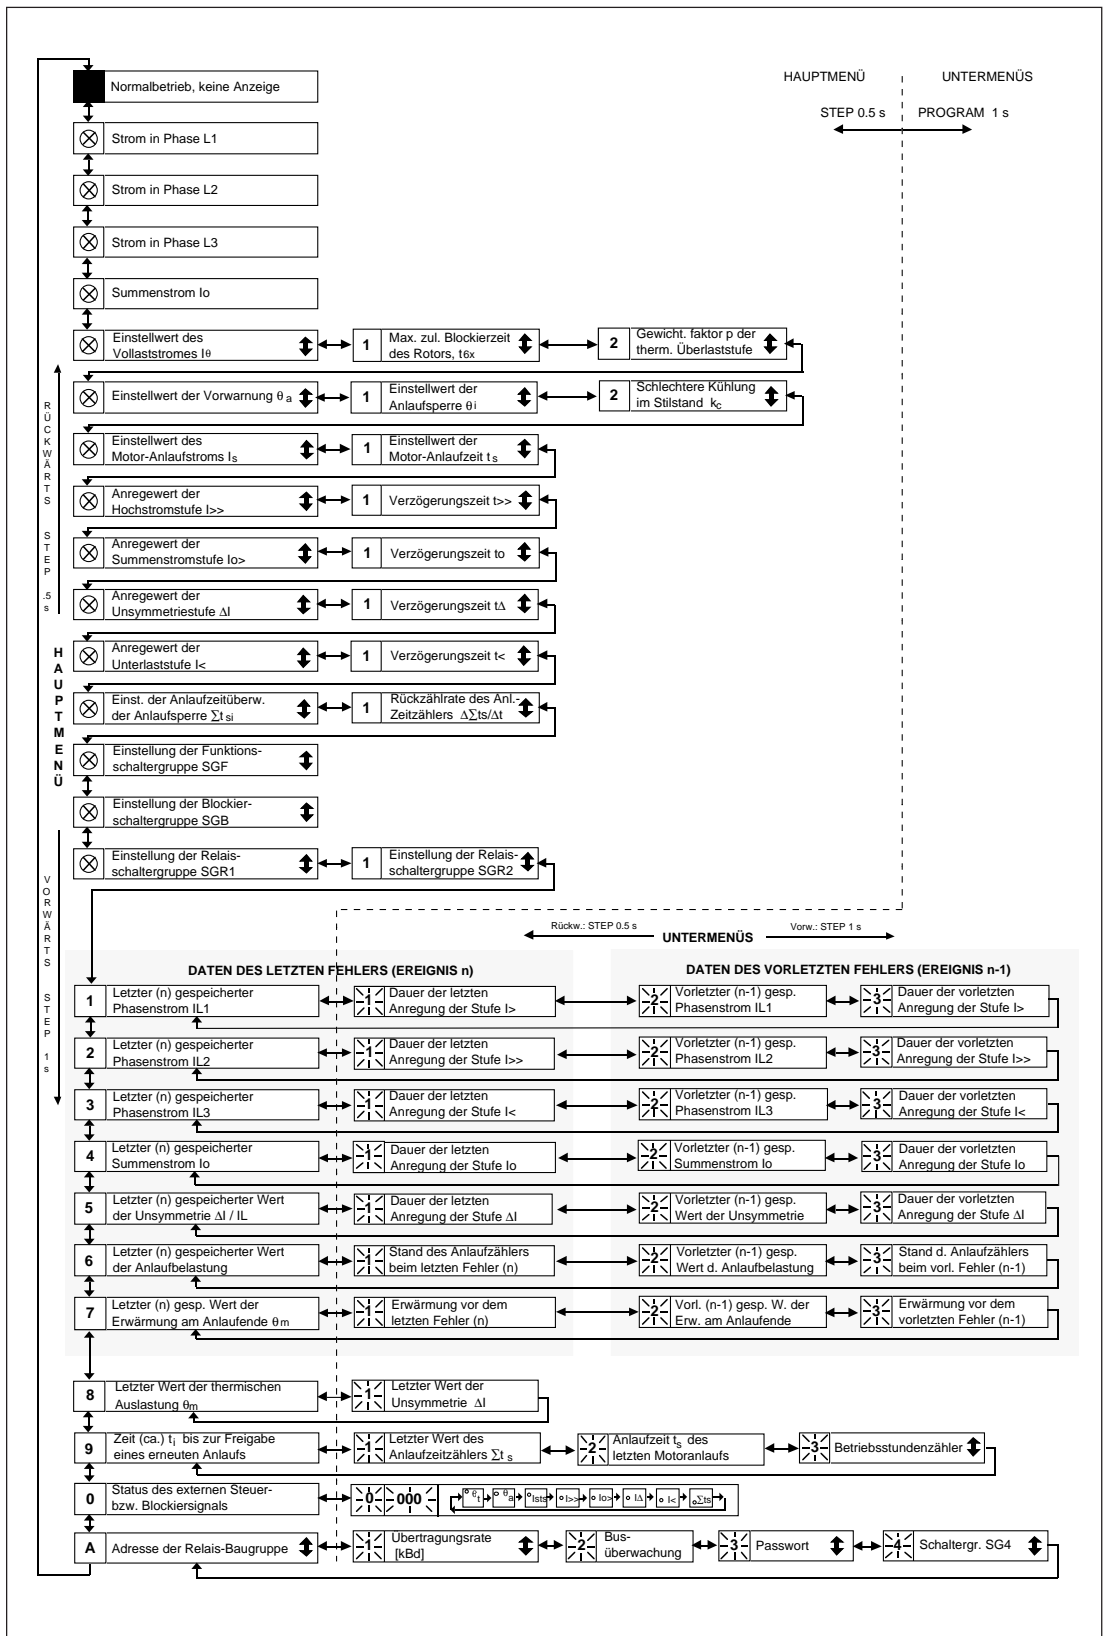 HAUPTMENÜ
UNTERMENÜS
STEP 0.5 s
PROGRAM 1 s
Normalbetrieb, keine Anzeige
Strom in Phase L1
Strom in Phase L2
Strom in Phase L3
Summenstrom Io
Einstellwert des
Vollaststromes Iθ
1
Max. zul. Blockierzeit
des Rotors, t6x
2
Gewicht. faktor p der
therm. Überlaststufe
Einstellwert der Vorwarnung θa
1
Einstellwert der
Anlaufsperre θi
2
Schlechtere Kühlung
im Stilstand kc
Einstellwert des
Motor-Anlaufstroms Is
1
Einstellwert der
Motor-Anlaufzeit ts
Anregewert der
Hochstromstufe I>>
1
Verzögerungszeit t>>
Anregewert der
Summenstromstufe Io>
1
Verzögerungszeit to
Anregewert der
Unsymmetriestufe ΔI
1
Verzögerungszeit tΔ
Anregewert der
Unterlaststufe I<
1
Verzögerungszeit t<
Einst. der Anlaufzeitüberw.
der Anlaufsperre Σtsi
1
Rückzählrate des Anl.-
Zeitzählers ΔΣts/Δt
Einstellung der Funktions-
schaltergruppe SGF
Einstellung der Blockier-
schaltergruppe SGB
Einstellung der Relais-
schaltergruppe SGR1
1
Einstellung der Relais-
schaltergruppe SGR2
RÜCKWÄRTS STEP .5 s
HAUPTMENÜ
VORWÄRTS STEP 1 s
Rückw.: STEP 0.5 s
UNTERMENÜS
Vorw.: STEP 1 s
DATEN DES LETZTEN FEHLERS (EREIGNIS n)
DATEN DES VORLETZTEN FEHLERS (EREIGNIS n-1)
1
Letzter (n) gespeicherter
Phasenstrom IL1
1
Dauer der letzten
Anregung der Stufe I>
2
Vorletzter (n-1) gesp.
Phasenstrom IL1
3
Dauer der vorletzten
Anregung der Stufe I>
2
Letzter (n) gespeicherter
Phasenstrom IL2
1
Dauer der letzten
Anregung der Stufe I>>
2
Vorletzter (n-1) gesp.
Phasenstrom IL2
3
Dauer der vorletzten
Anregung der Stufe I>>
3
Letzter (n) gespeicherter
Phasenstrom IL3
1
Dauer der letzten
Anregung der Stufe I<
2
Vorletzter (n-1) gesp.
Phasenstrom IL3
3
Dauer der vorletzten
Anregung der Stufe I<
4
Letzter (n) gespeicherter
Summenstrom Io
1
Dauer der letzten
Anregung der Stufe Io
2
Vorletzter (n-1) gesp.
Summenstrom Io
3
Dauer der vorletzten
Anregung der Stufe Io
5
Letzter (n) gespeicherter Wert
der Unsymmetrie ΔI / IL
1
Dauer der letzten
Anregung der Stufe ΔI
2
Vorletzter (n-1) gesp.
Wert der Unsymmetrie
3
Dauer der vorletzten
Anregung der Stufe ΔI
6
Letzter (n) gespeicherter Wert
der Anlaufbelastung
1
Stand des Anlaufzählers
beim letzten Fehler (n)
2
Vorletzter (n-1) gesp.
Wert d. Anlaufbelastung
3
Stand d. Anlaufzählers
beim vorl. Fehler (n-1)
7
Letzter (n) gesp. Wert der
Erwärmung am Anlaufende θm
1
Erwärmung vor dem
letzten Fehler (n)
2
Vorl. (n-1) gesp. W. der
Erw. am Anlaufende
3
Erwärmung vor dem
vorletzten Fehler (n-1)
8
Letzter Wert der thermischen
Auslastung θm
1
Letzter Wert der
Unsymmetrie ΔI
9
Zeit (ca.) ti bis zur Freigabe
eines erneuten Anlaufs
1
Letzter Wert des
Anlaufzeitzählers Σts
2
Anlaufzeit ts des
letzten Motoranlaufs
3
Betriebsstundenzähler
0
Status des externen Steuer-
bzw. Blockiersignals
0
000
θt
θa
Ists
I>>
Io>
IΔ
I<
Σts
A
Adresse der Relais-Baugruppe
1
Ubertragungsrate
[kBd]
2
Bus-
überwachung
3
Passwort
4
Schaltergr. SG4